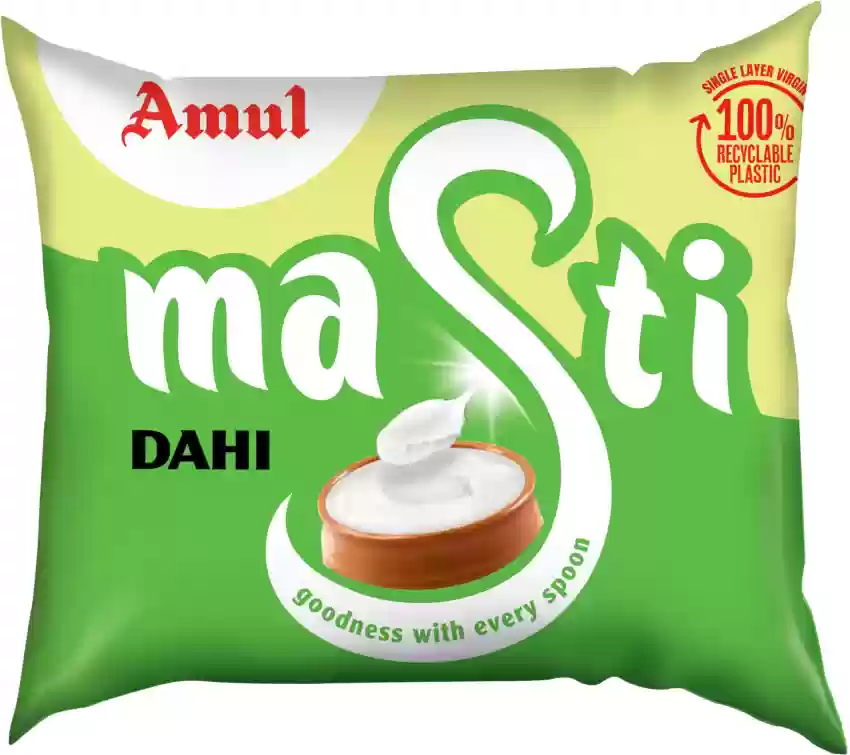 Amul
SINGLE LAYER VIRGIN
100%
RECYCLABLE
PLASTIC
masti
DAHI
goodness with every spoon